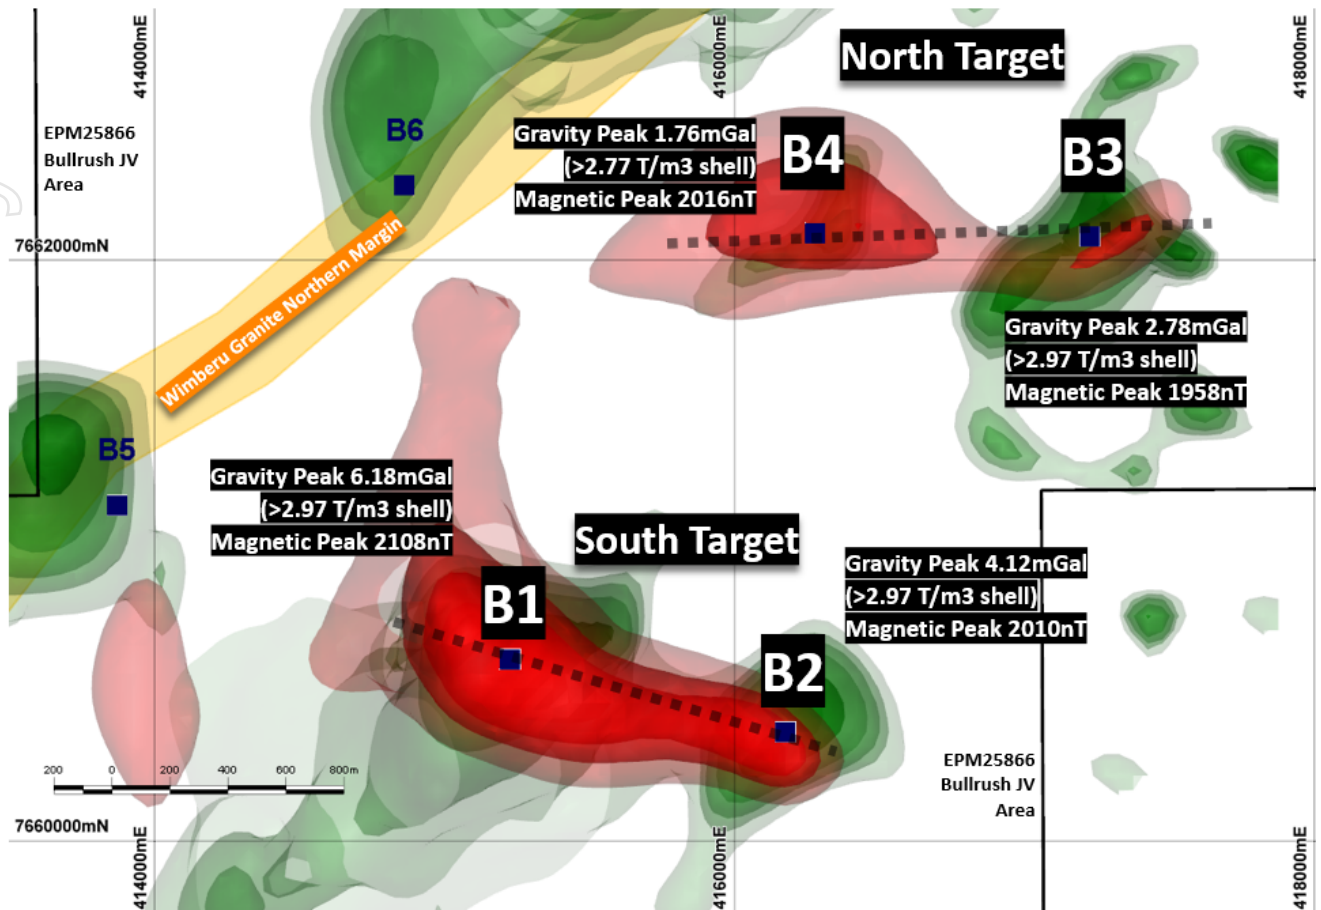 414000mE
416000mE
418000mE
North Target
EPM25866
Bullrush JV
Area
B6
Gravity Peak 1.76mGal
(>2.77 T/m3 shell)
Magnetic Peak 2016nT
B4
B3
7662000mN
Wimberu Granite Northern Margin
Gravity Peak 2.78mGal
(>2.97 T/m3 shell)
Magnetic Peak 1958nT
B5
Gravity Peak 6.18mGal
(>2.97 T/m3 shell)
Magnetic Peak 2108nT
South Target
Gravity Peak 4.12mGal
(>2.97 T/m3 shell)
Magnetic Peak 2010nT
B1
B2
EPM25866
Bullrush JV
Area
200 0 200 400 600 800m
7660000mN
414000mE
416000mE
418000mE